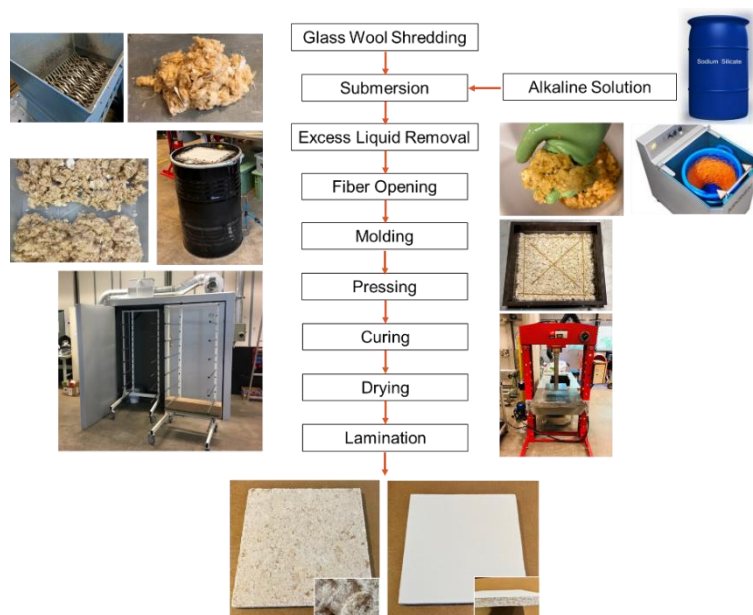 Glass Wool Shredding
Submersion
Alkaline Solution
Sodium Silicate
Excess Liquid Removal
Fiber Opening
Molding
Pressing
Curing
Drying
Lamination